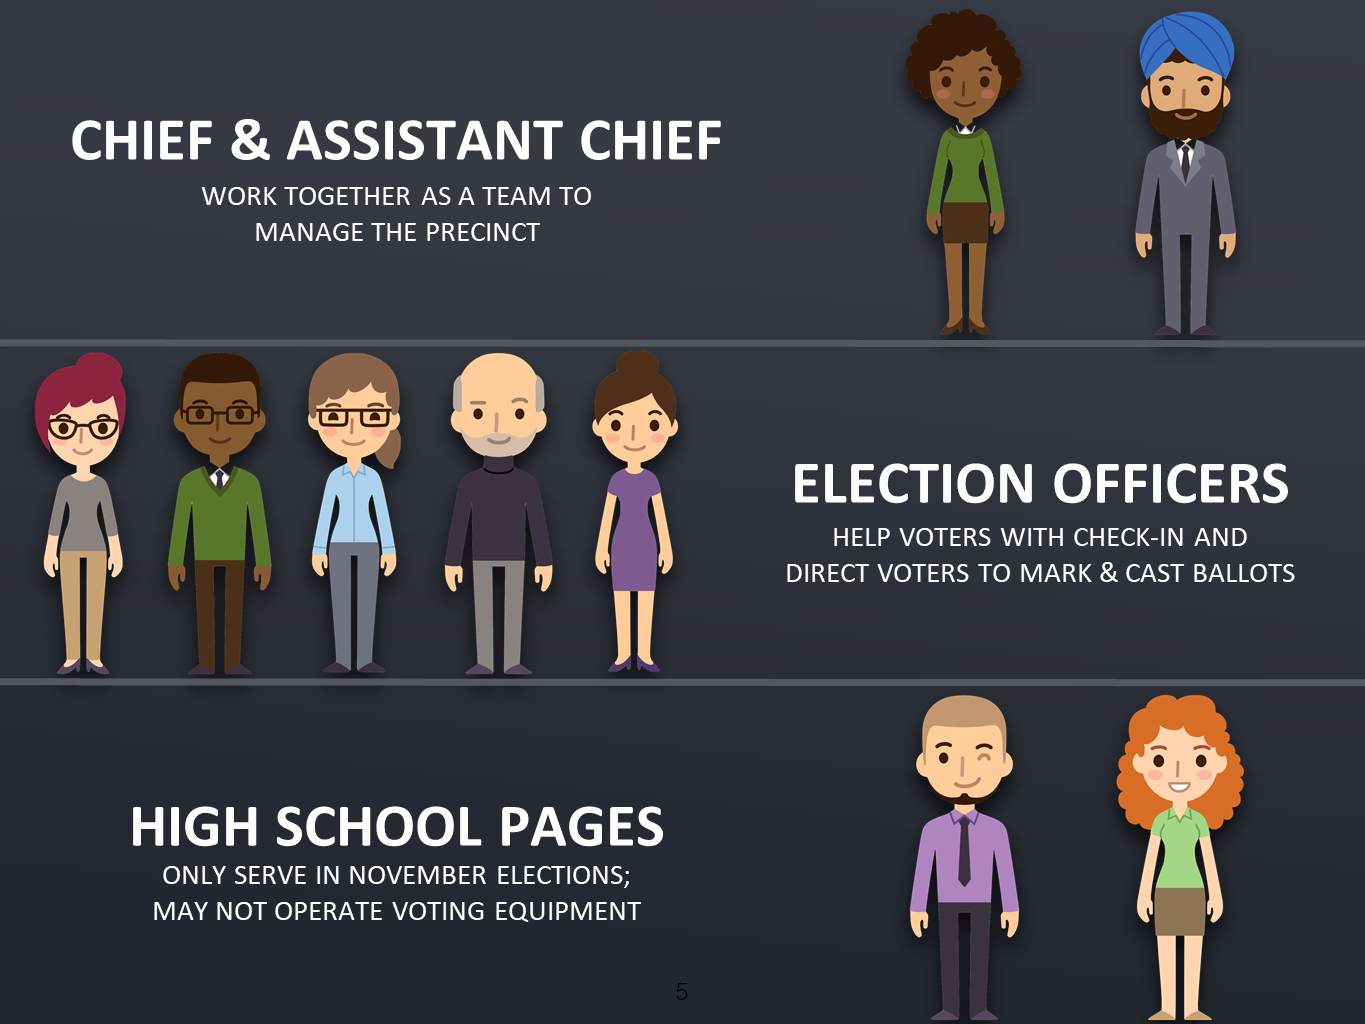 CHIEF & ASSISTANT CHIEF
WORK TOGETHER AS A TEAM TO
MANAGE THE PRECINCT
ELECTION OFFICERS
HELP VOTERS WITH CHECK-IN AND
DIRECT VOTERS TO MARK & CAST BALLOTS
HIGH SCHOOL PAGES
ONLY SERVE IN NOVEMBER ELECTIONS;
MAY NOT OPERATE VOTING EQUIPMENT
5